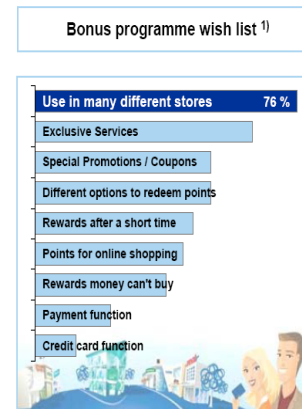 Bonus programme wish list 1)
Use in many different stores 76 %
Exclusive Services
Special Promotions / Coupons
Different options to redeem points
Rewards after a short time
Points for online shopping
Rewards money can't buy
Payment function
Credit card function